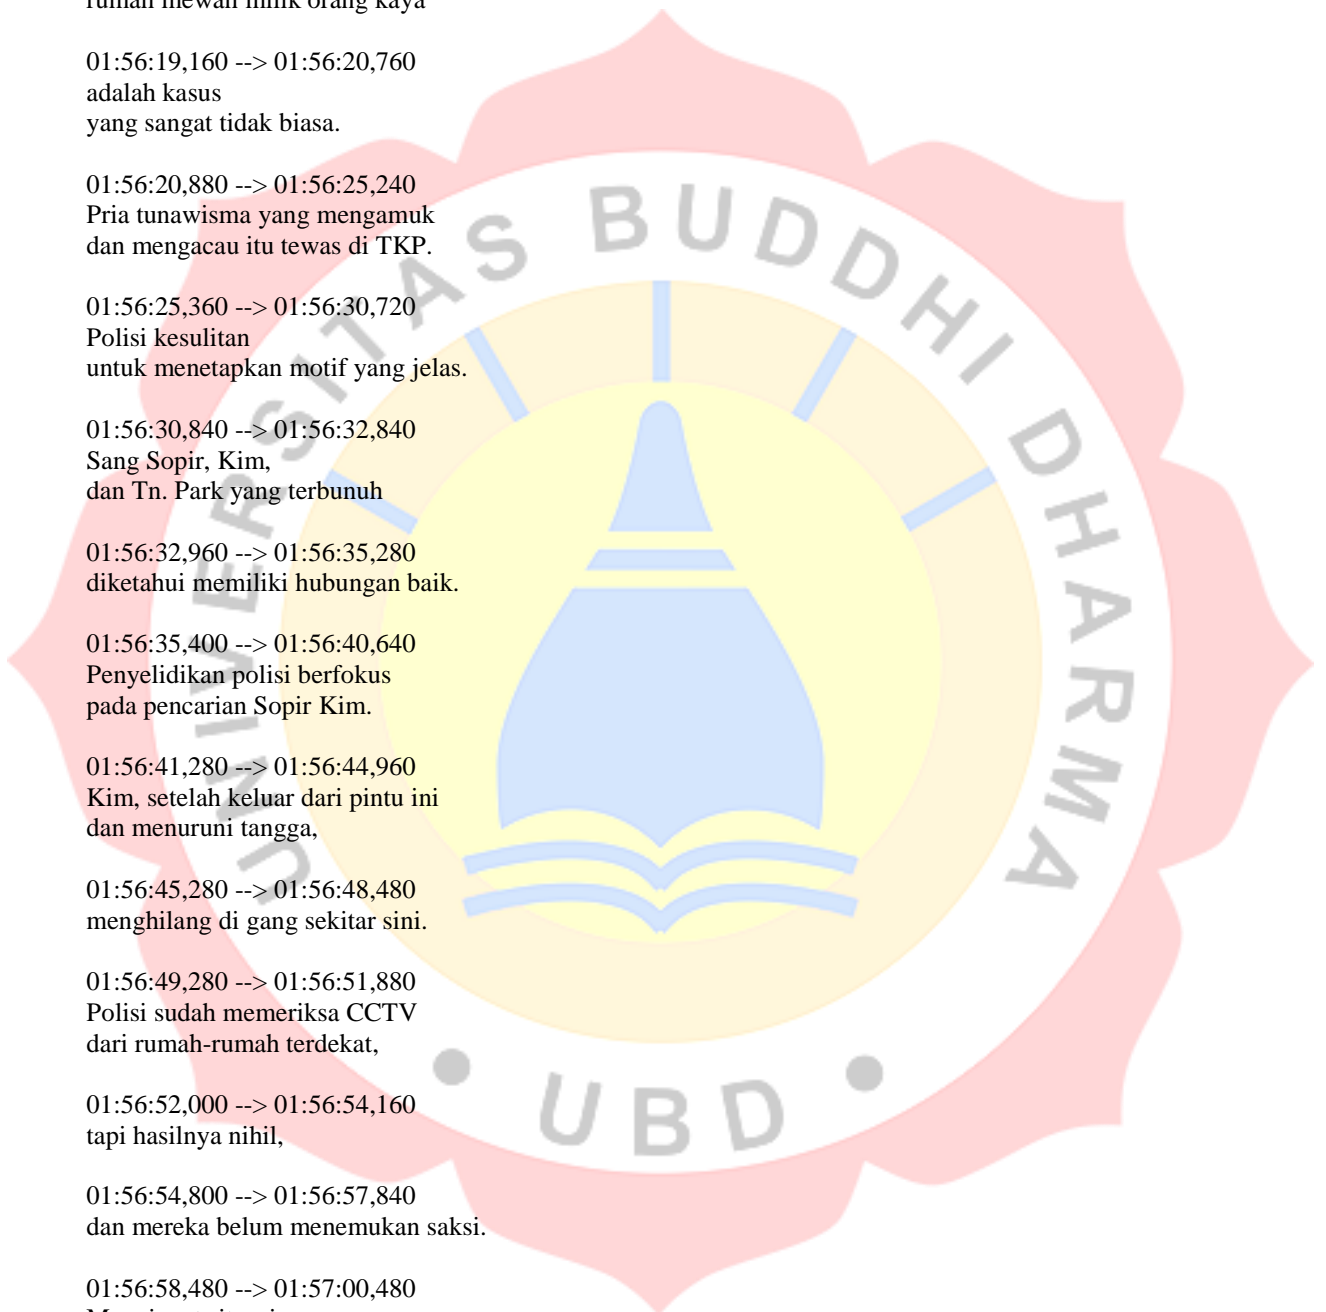 rumah mewah milik orang kaya
01:56:19,160 --> 01:56:20,760
adalah kasus
yang sangat tidak biasa.
01:56:20,880 --> 01:56:25,240
Pria tunawisma yang mengamuk
dan mengacau itu tewas di TKP.
01:56:25,360 --> 01:56:30,720
Polisi kesulitan
untuk menetapkan motif yang jelas.
01:56:30,840 --> 01:56:32,840
Sang Sopir, Kim,
dan Tn. Park yang terbunuh
01:56:32,960 --> 01:56:35,280
diketahui memiliki hubungan baik.
01:56:35,400 --> 01:56:40,640
Penyelidikan polisi berfokus
pada pencarian Sopir Kim.
01:56:41,280 --> 01:56:44,960
Kim, setelah keluar dari pintu ini
dan menuruni tangga,
01:56:45,280 --> 01:56:48,480
menghilang di gang sekitar sini.
01:56:49,280 --> 01:56:51,880
Polisi sudah memeriksa CCTV
dari rumah-rumah terdekat,
01:56:52,000 --> 01:56:54,160
tapi hasilnya nihil,
01:56:54,800 --> 01:56:57,840
dan mereka belum menemukan saksi.
01:56:58,480 --> 01:57:00,480
UNIVERSITAS BUDDHI DHARMA
• UBD •